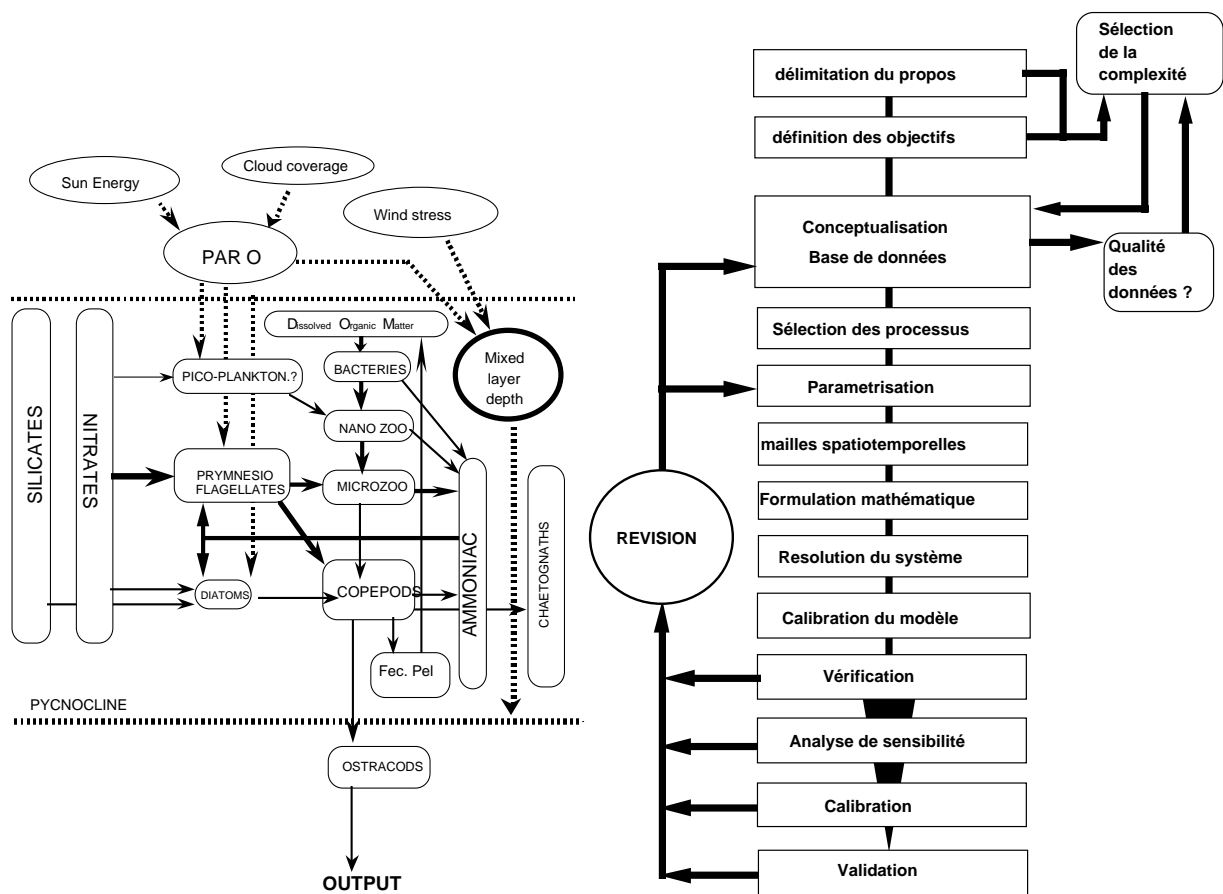 Sun Energy
Cloud coverage
Wind stress
PAR O
Dissolved Organic Matter
BACTERIES
PICO-PLANKTON.?
Mixed
layer
depth
NANO ZOO
SILICATES
NITRATES
PRYMNESIO
FLAGELLATES
MICROZOO
DIATOMS
COPEPODS
AMMONIAC
CHAETOGNATHS
Fec. Pel
PYCNOCLINE
OSTRACODS
OUTPUT
délimitation du propos
Sélection
de la
complexité
définition des objectifs
Conceptualisation
Base de données
Qualité
des
données ?
Sélection des processus
Parametrisation
mailles spatiotemporelles
Formulation mathématique
REVISION
Resolution du système
Calibration du modèle
Vérification
Analyse de sensibilité
Calibration
Validation